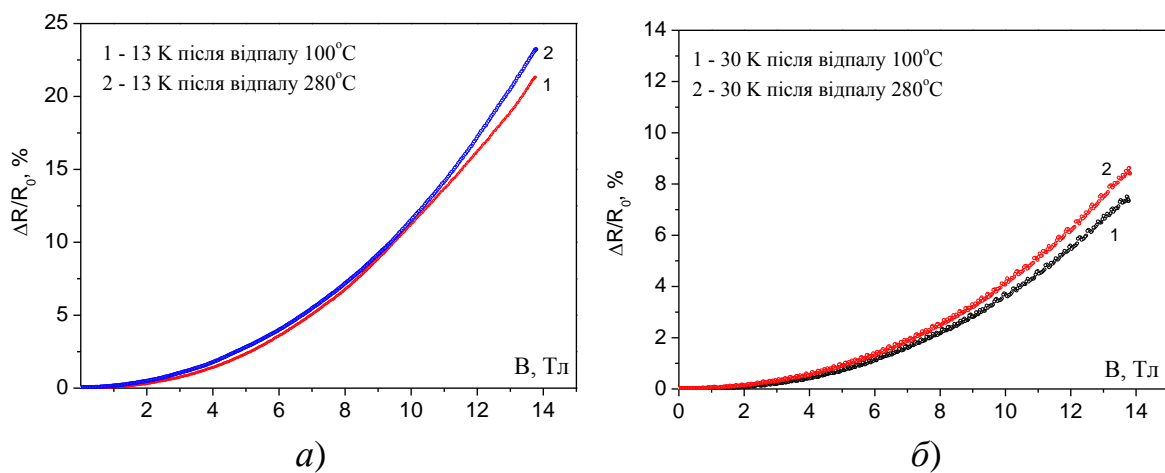 25
20
15
10
5
0
ΔR/R₀, %
1 - 13 K після відпалу 100°C
2 - 13 K після відпалу 280°C
2
1
B, Тл
2 4 6 8 10 12 14
а)
14
12
10
8
6
4
2
0
ΔR/R₀, %
1 - 30 K після відпалу 100°C
2 - 30 K після відпалу 280°C
2
1
B, Тл
0 2 4 6 8 10 12 14
б)